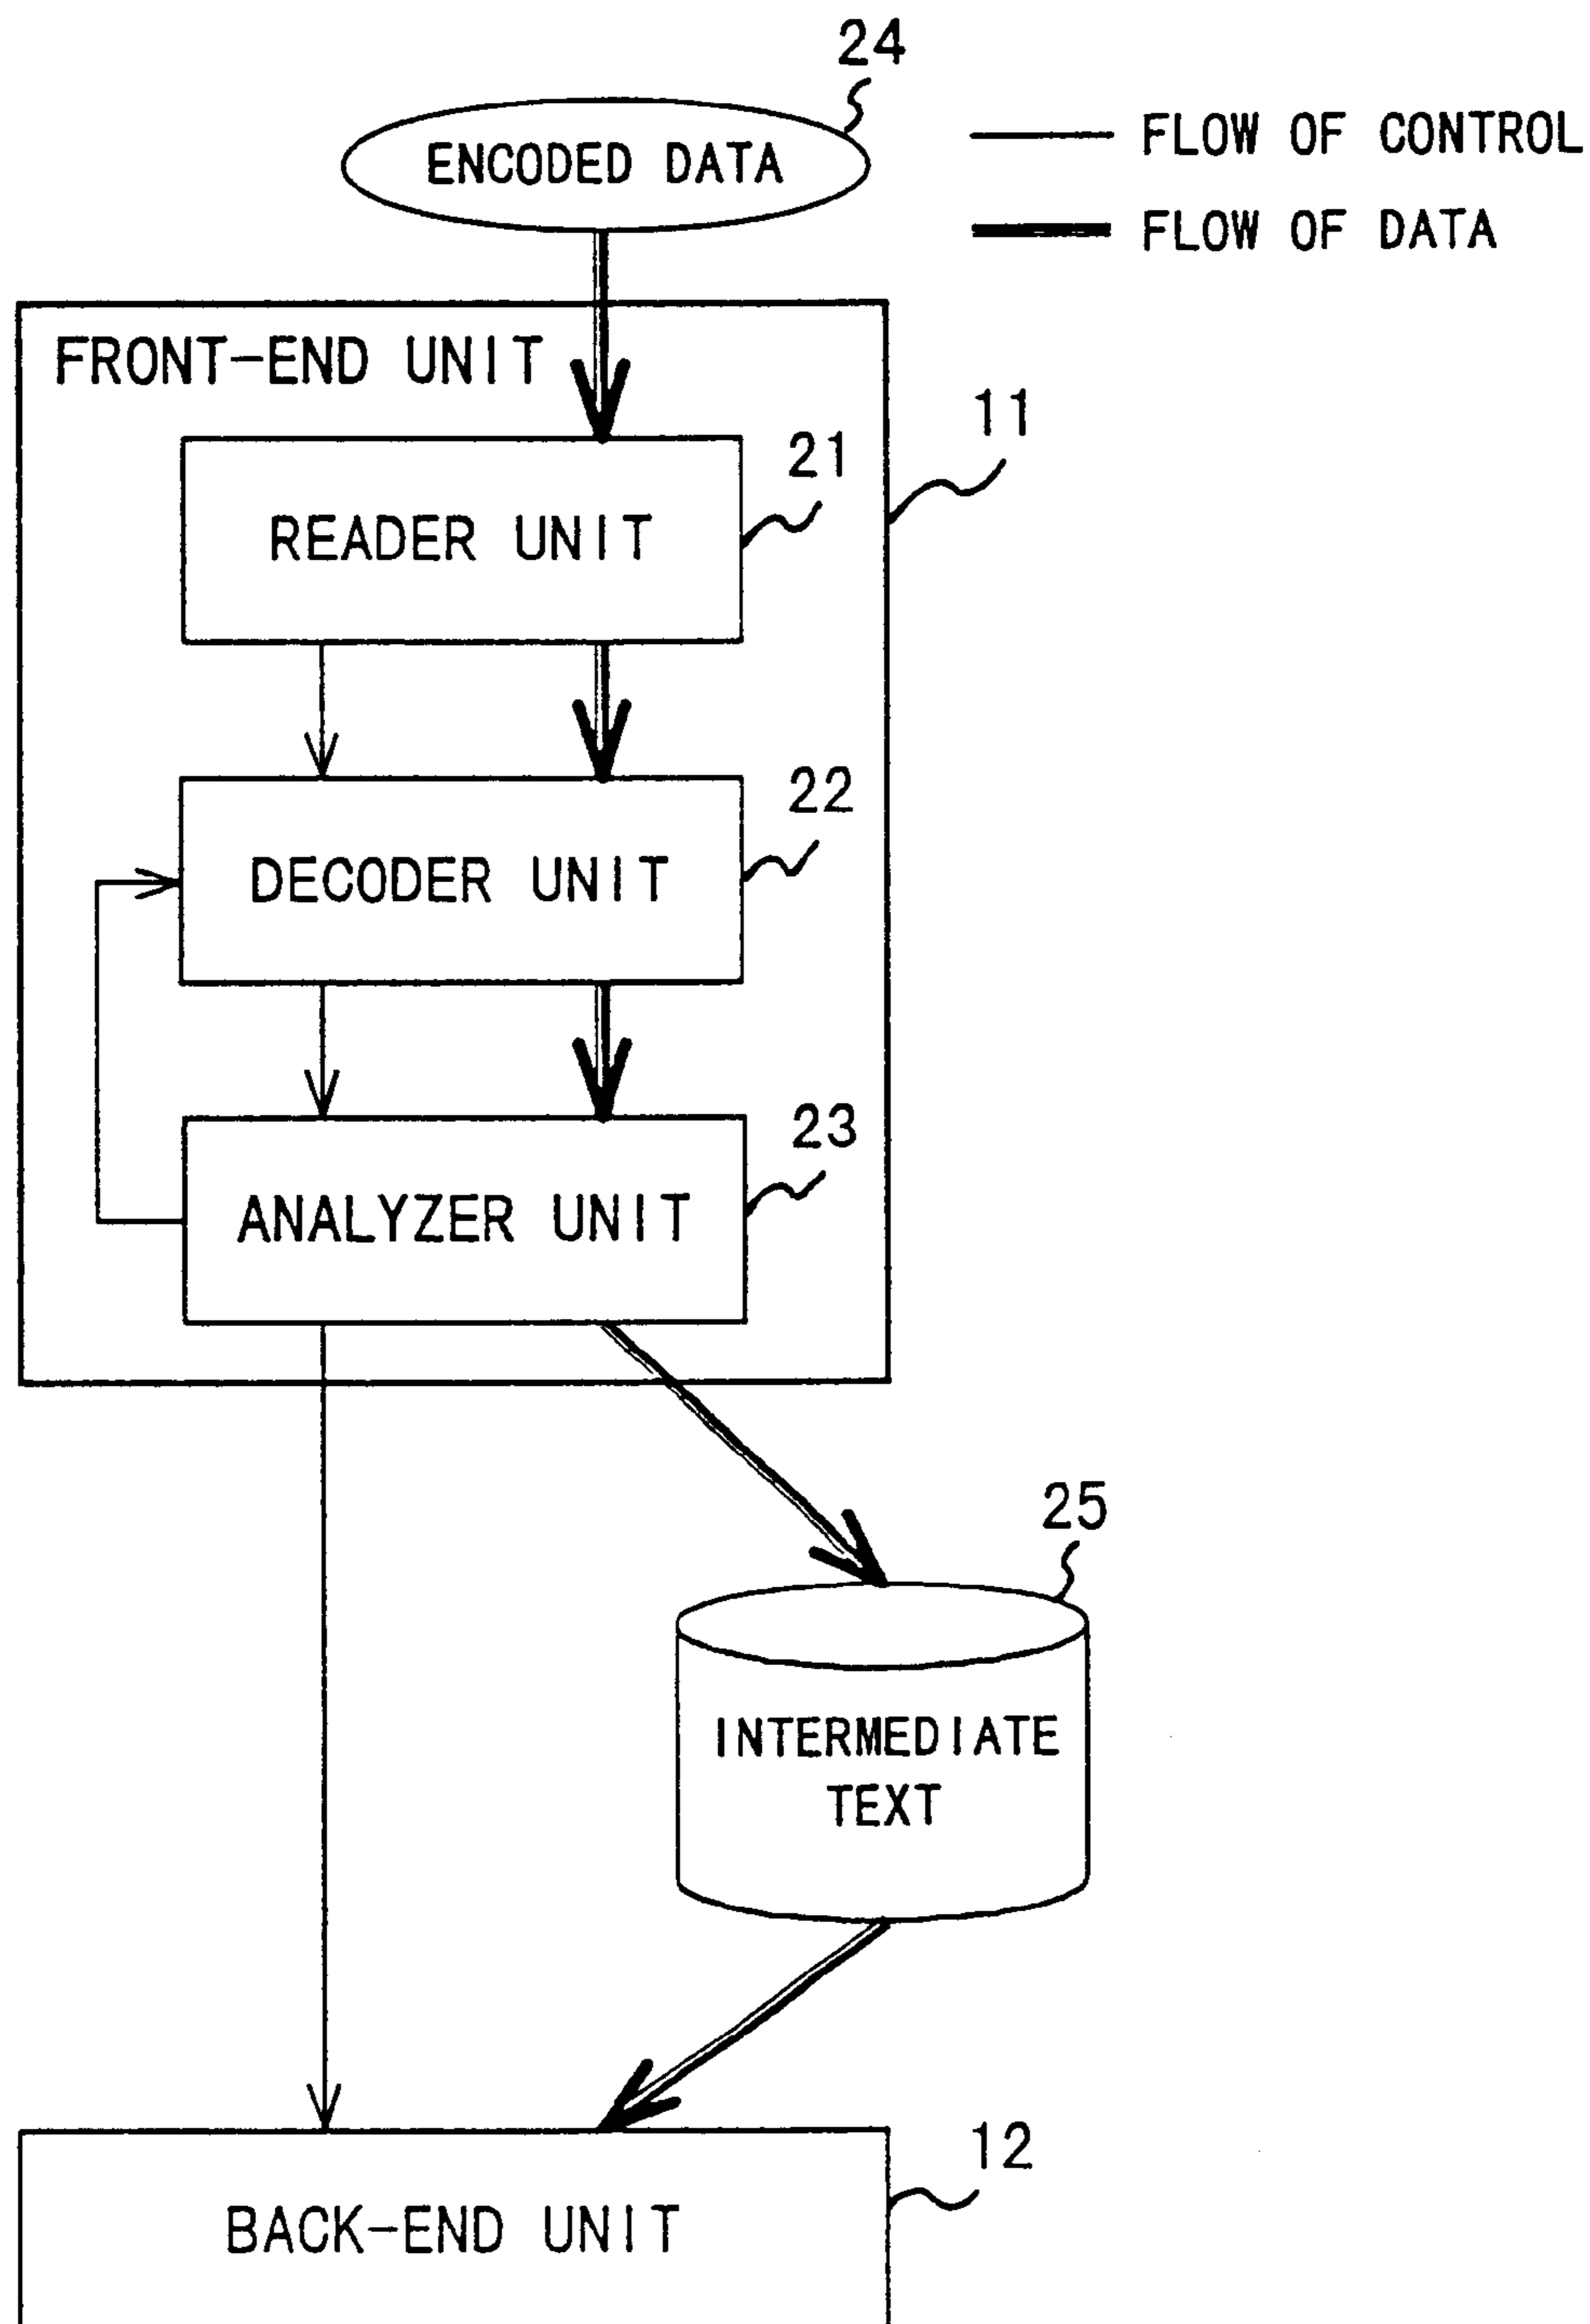 24
ENCODED DATA
FLOW OF CONTROL
FLOW OF DATA
FRONT-END UNIT
11
21
READER UNIT
22
DECODER UNIT
23
ANALYZER UNIT
25
INTERMEDIATE
TEXT
12
BACK-END UNIT